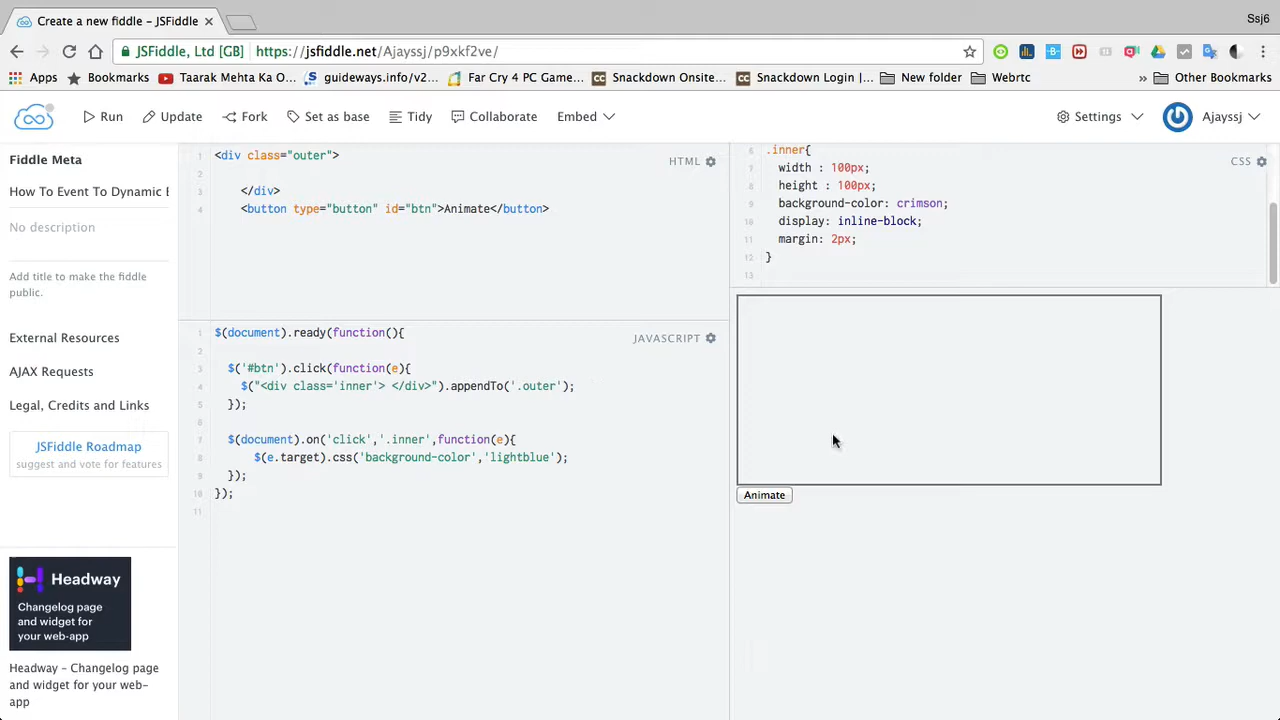 Create a new fiddle – JSFiddle ×
Ssj6
JSFiddle, Ltd [GB] https://jsfiddle.net/Ajayssj/p9xkf2ve/
Apps Bookmarks Taarak Mehta Ka O... guideways.info/v2... Far Cry 4 PC Game... Snackdown Onsite... Snackdown Login |... New folder Webrtc » Other Bookmarks
Run Update Fork Set as base Tidy Collaborate Embed Settings Ajayssj
Fiddle Meta
How To Event To Dynamic E
No description
Add title to make the fiddle
public.
External Resources
AJAX Requests
Legal, Credits and Links
JSFiddle Roadmap
suggest and vote for features
Headway
Changelog page
and widget for
your web-app
Headway – Changelog page
and widget for your web-
app
HTML
1 <div class="outer">
2
3 </div>
4 <button type="button" id="btn">Animate</button>
CSS
6 .inner{
7 width : 100px;
8 height : 100px;
9 background-color: crimson;
10 display: inline-block;
11 margin: 2px;
12 }
13
JAVASCRIPT
1 $(document).ready(function(){
2
3 $('#btn').click(function(e){
4 $("<div class='inner'> </div>").appendTo('.outer');
5 });
6
7 $(document).on('click','.inner',function(e){
8 $(e.target).css('background-color','lightblue');
9 });
10 });
11
Animate